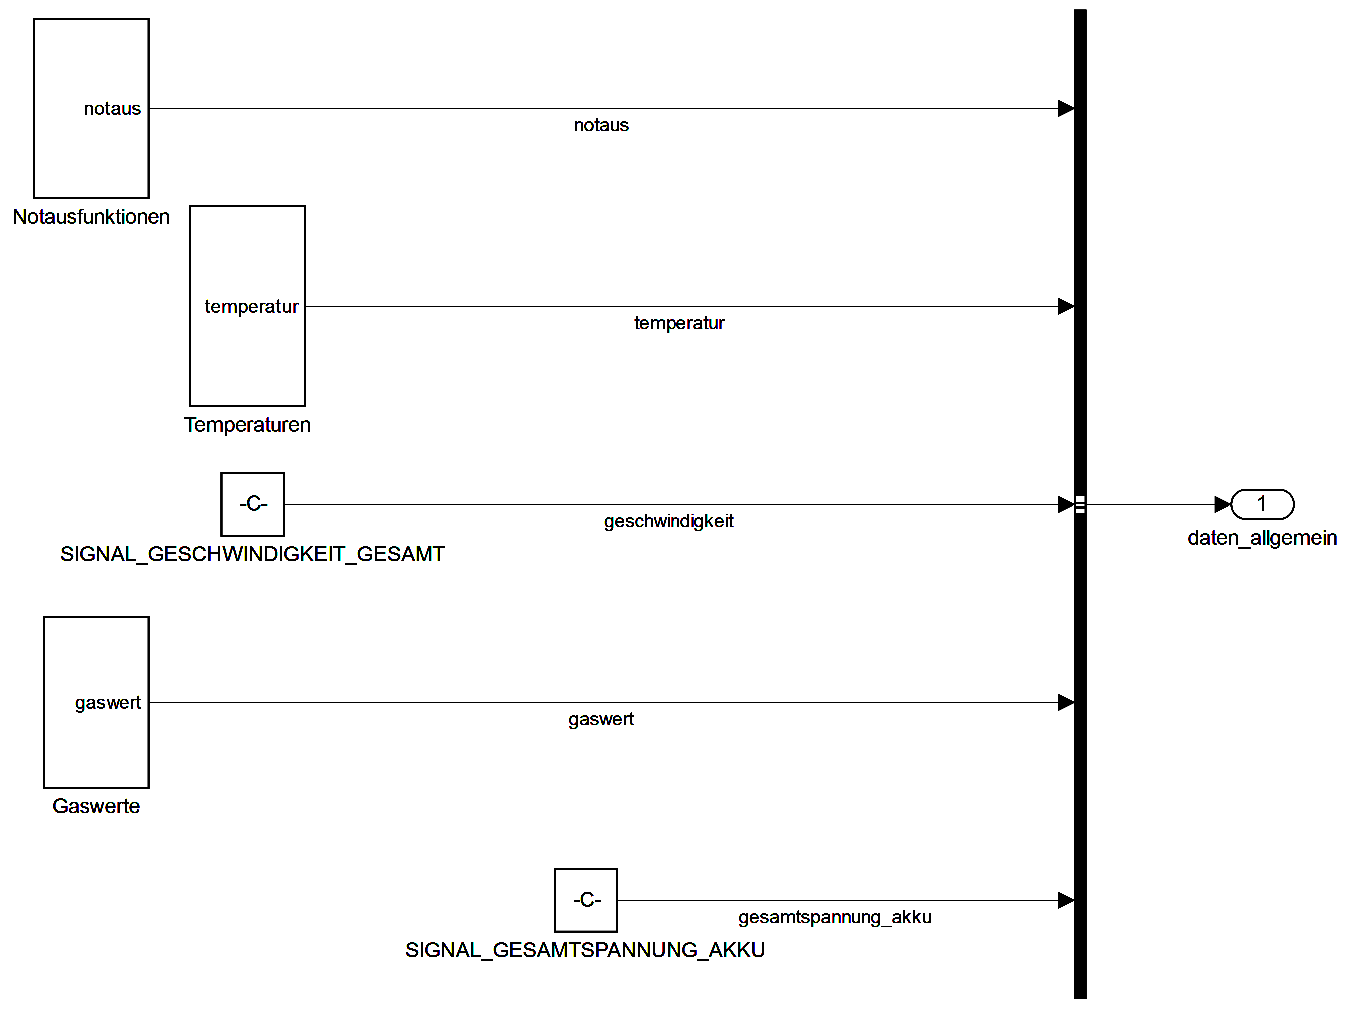 notaus
notaus
Notausfunktionen
temperatur
temperatur
Temperaturen
-C-
geschwindigkeit
SIGNAL_GESCHWINDIGKEIT_GESAMT
1
daten_allgemein
gaswert
gaswert
Gaswerte
-C-
gesamtspannung_akku
SIGNAL_GESAMTSPANNUNG_AKKU